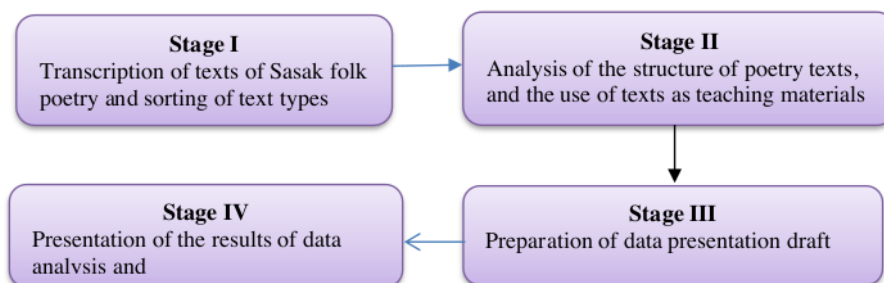 Stage I
Transcription of texts of Sasak folk
poetry and sorting of text types
Stage II
Analysis of the structure of poetry texts,
and the use of texts as teaching materials
Stage III
Preparation of data presentation draft
Stage IV
Presentation of the results of data
analysis and